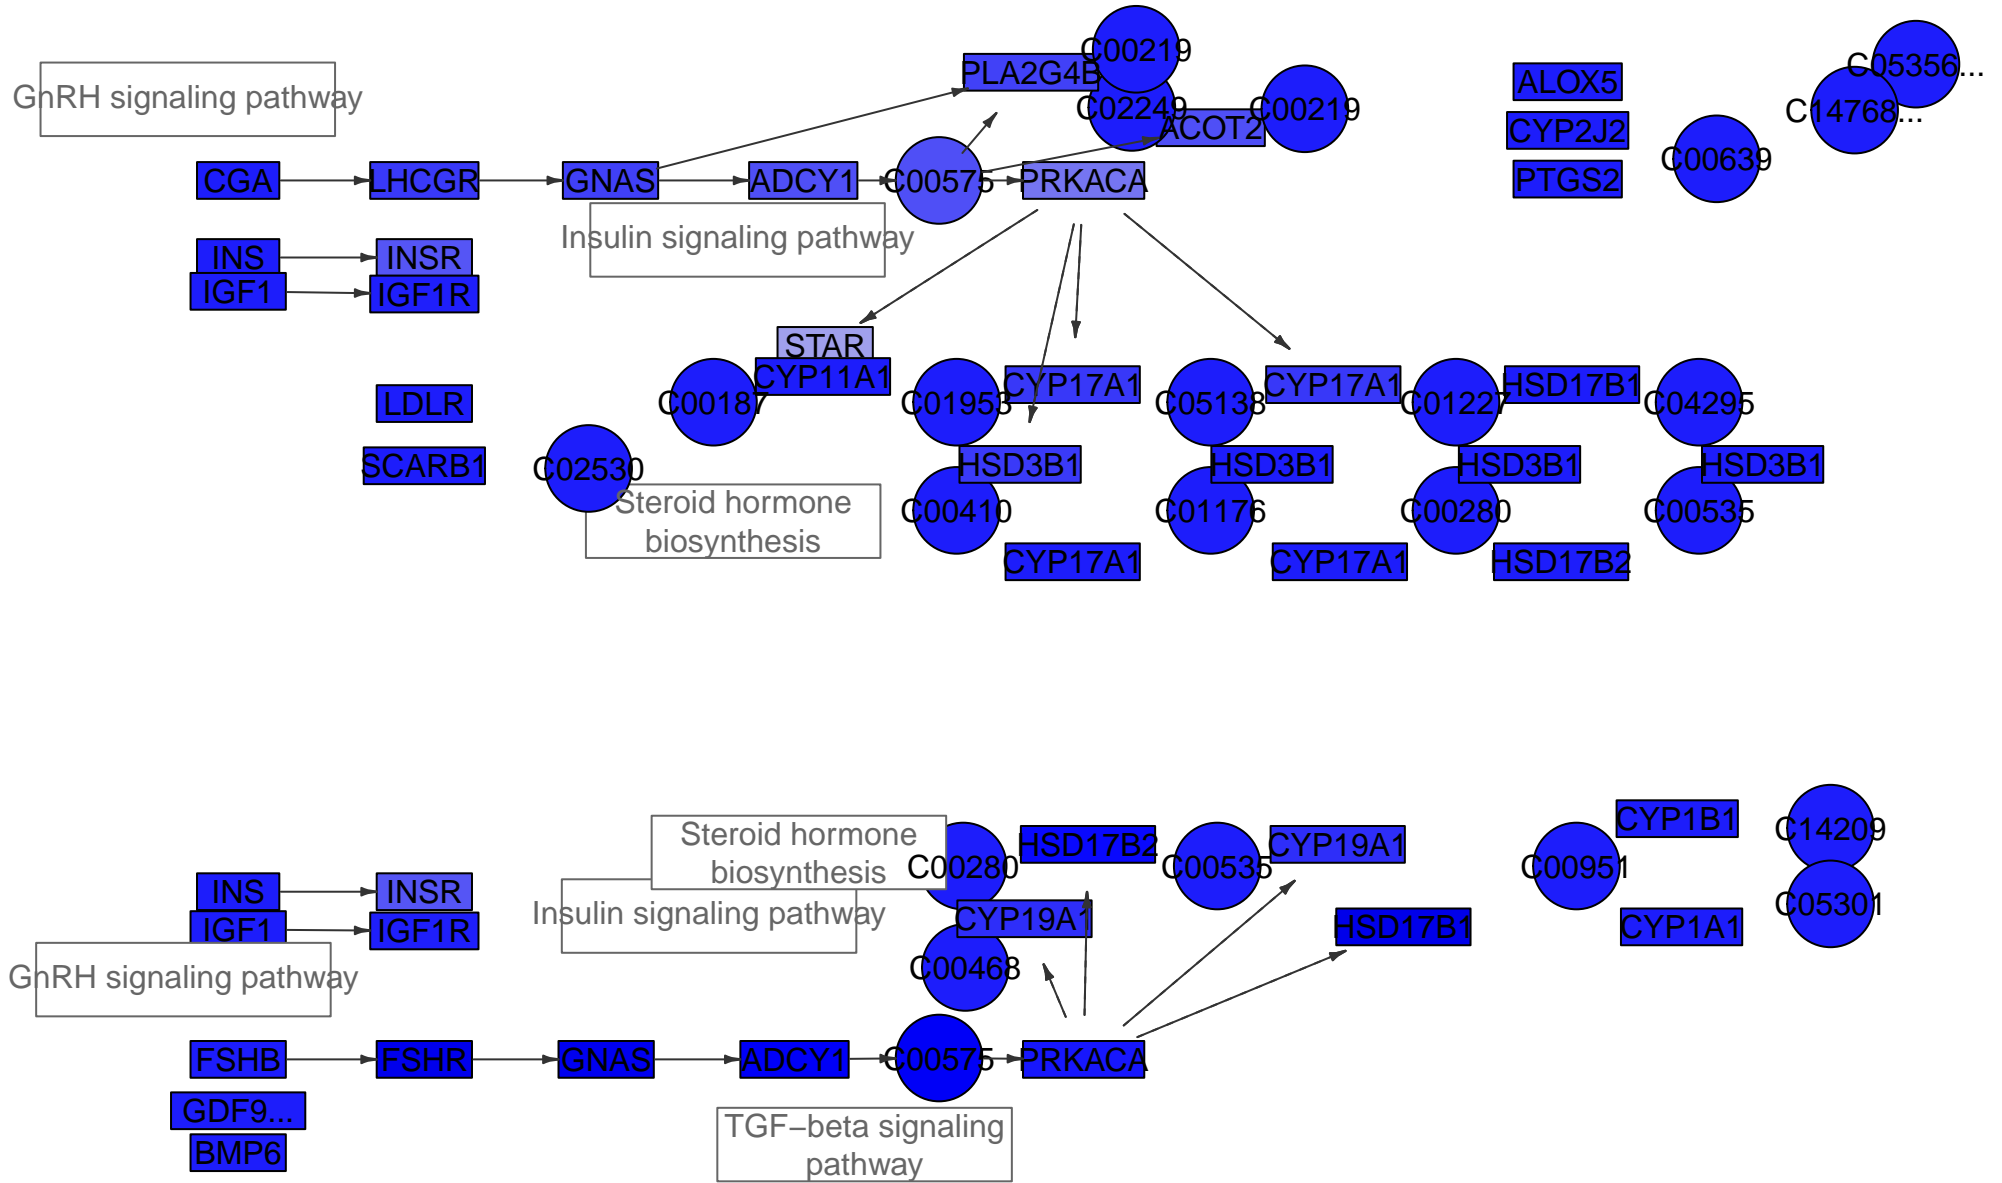 C00219
C05356...
PLA2G4B
ALOX5
GnRH signaling pathway
C02249
C00219
C14768...
ACOT2
CYP2J2
C00639
CGA
LHCGR
GNAS
ADCY1
C00575
PRKACA
PTGS2
Insulin signaling pathway
INS
INSR
IGF1
IGF1R
STAR
CYP11A1
CYP17A1
CYP17A1
HSD17B1
LDLR
C00187
C01953
C05138
C01227
C04295
SCARB1
C02530
HSD3B1
HSD3B1
HSD3B1
HSD3B1
Steroid hormone
biosynthesis
C00410
C01176
C00280
C00535
CYP17A1
CYP17A1
HSD17B2
Steroid hormone
biosynthesis
C00280
HSD17B2
C00535
CYP19A1
C00951
CYP1B1
C14209
INS
INSR
Insulin signaling pathway
CYP19A1
HSD17B1
CYP1A1
C05301
IGF1
IGF1R
GnRH signaling pathway
C00468
FSHB
FSHR
GNAS
ADCY1
C00575
PRKACA
GDF9...
BMP6
TGF−beta signaling
pathway